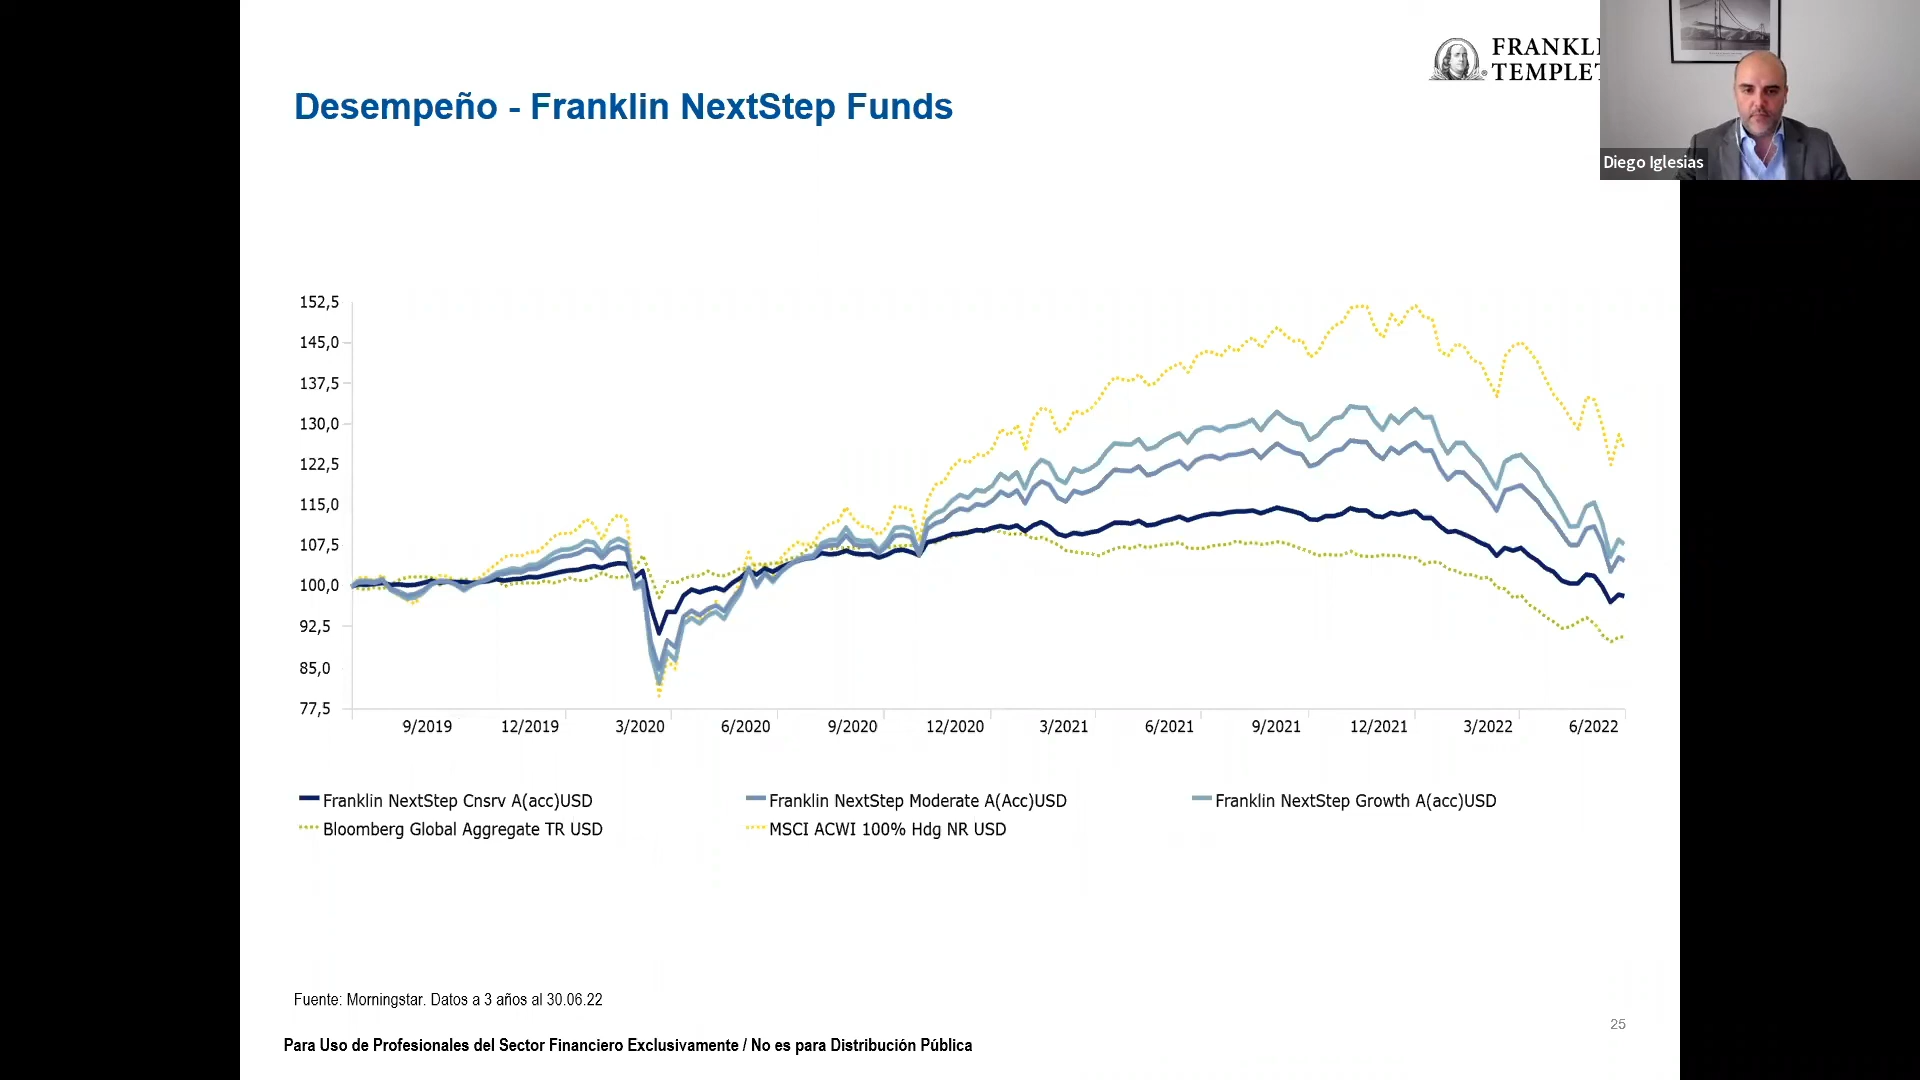 FRANKLI
TEMPLET
Desempeño - Franklin NextStep Funds
Diego Iglesias
152,5
145,0
137,5
130,0
122,5
115,0
107,5
100,0
92,5
85,0
77,5
9/2019 12/2019 3/2020 6/2020 9/2020 12/2020 3/2021 6/2021 9/2021 12/2021 3/2022 6/2022
Franklin NextStep Cnsrv A(acc)USD Franklin NextStep Moderate A(Acc)USD Franklin NextStep Growth A(acc)USD
Bloomberg Global Aggregate TR USD MSCI ACWI 100% Hdg NR USD
Fuente: Morningstar. Datos a 3 años al 30.06.22
25
Para Uso de Profesionales del Sector Financiero Exclusivamente / No es para Distribución Pública